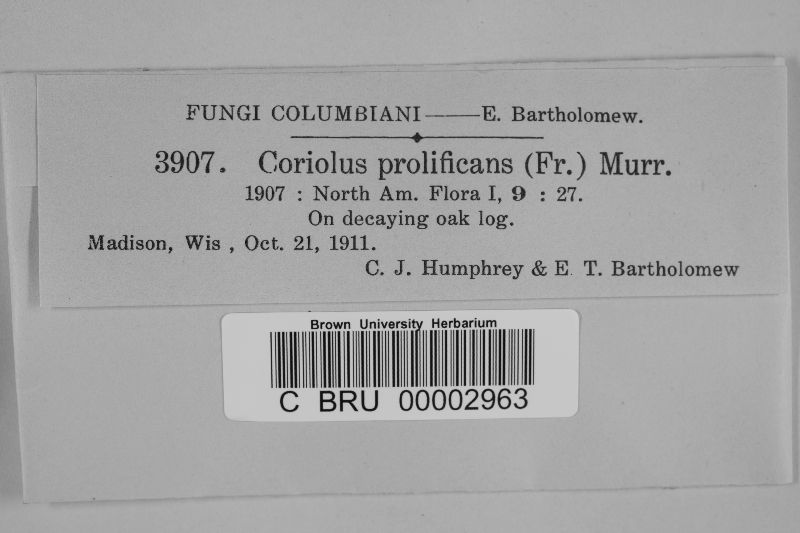 FUNGI COLUMBIANI——E. Bartholomew.
3907. Coriolus prolificans (Fr.) Murr.
1907 : North Am. Flora I, 9 : 27.
On decaying oak log.
Madison, Wis , Oct. 21, 1911.
C. J. Humphrey & E. T. Bartholomew
Brown University Herbarium
C BRU 00002963